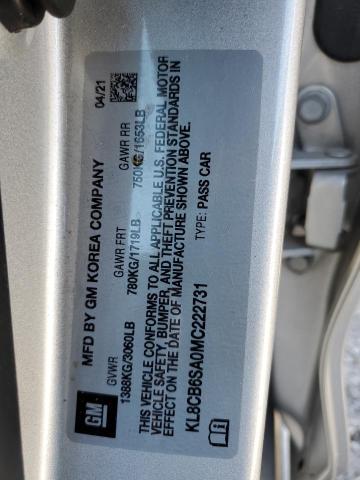 MFD BY GM KOREA COMPANY
04/21
GVWR
GAWR FRT
GAWR RR
1388KG/3060LB
780KG/1719LB
750KG/1653LB
THIS VEHICLE CONFORMS TO ALL APPLICABLE U.S. FEDERAL MOTOR
VEHICLE SAFETY, BUMPER, AND THEFT PREVENTION STANDARDS IN
EFFECT ON THE DATE OF MANUFACTURE SHOWN ABOVE.
TYPE: PASS CAR
KL8CB6SA0MC222731
GM